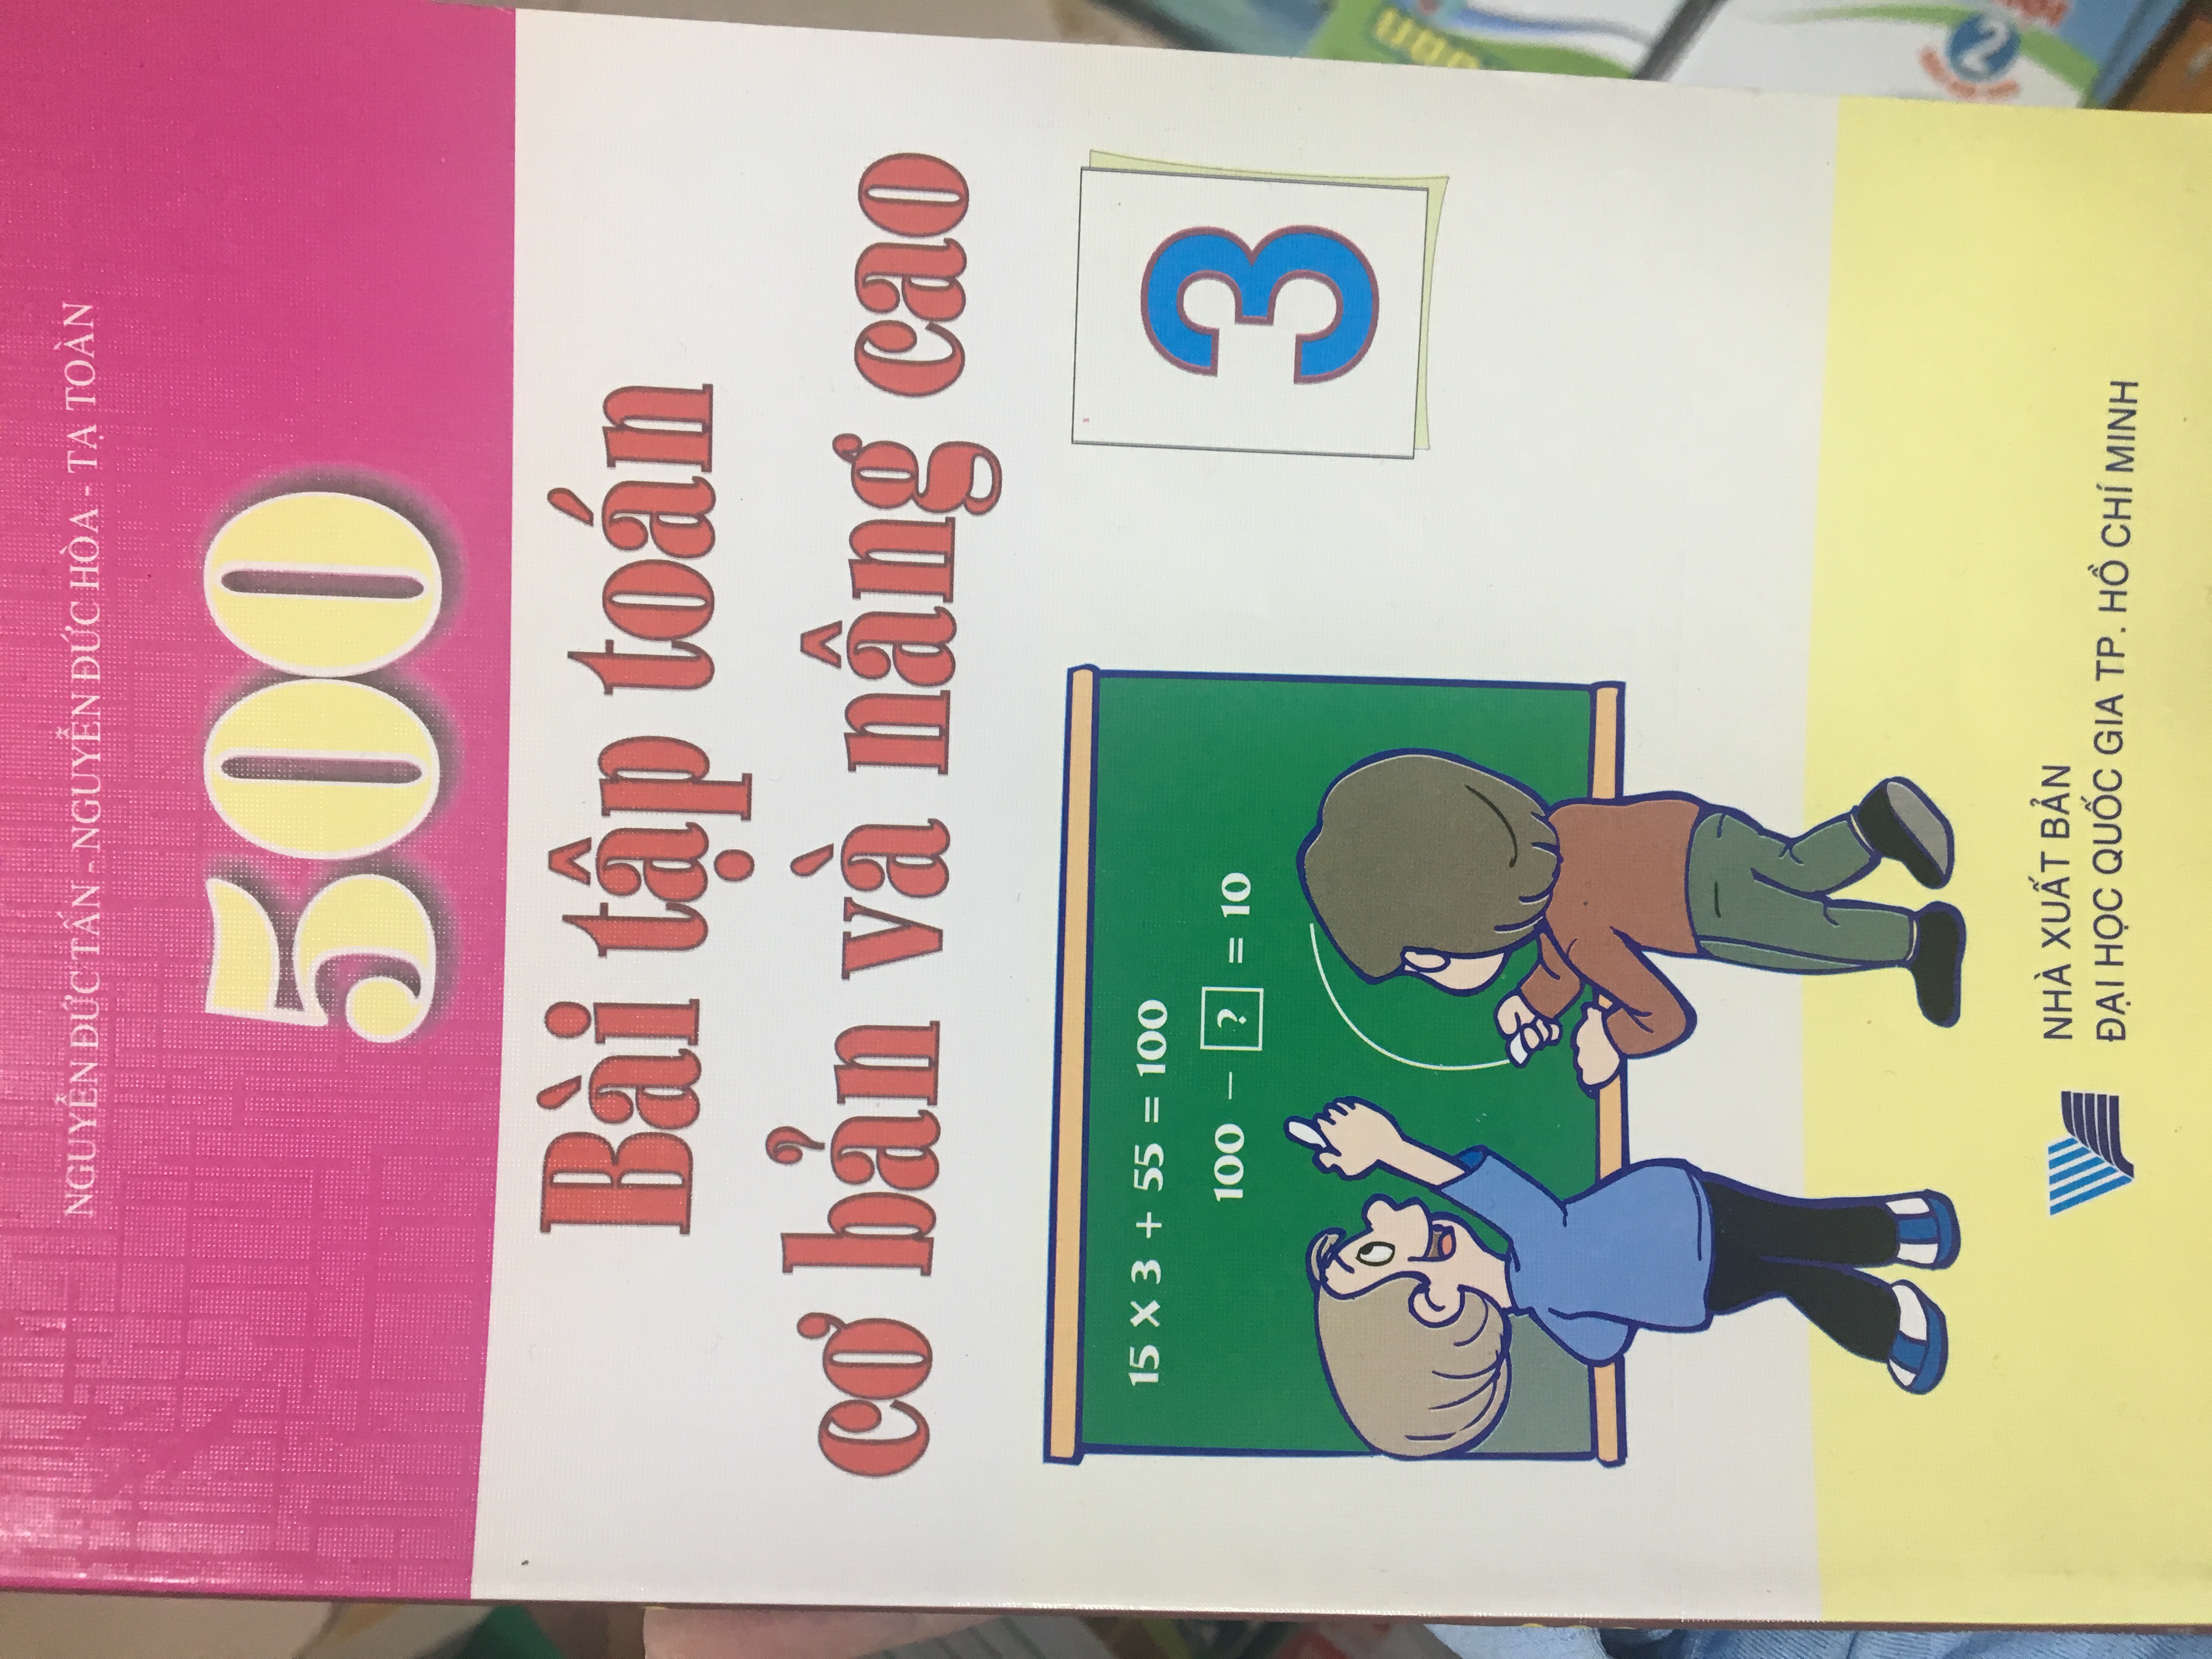 NGUYỄN ĐỨC TẤN - NGUYỄN ĐỨC HÒA - TẠ TOÀN
500
Bài tập toán
cơ bản và nâng cao
15 X 3 + 55 = 100
100 - ? = 10
3
NHÀ XUẤT BẢN
ĐẠI HỌC QUỐC GIA TP. HỒ CHÍ MINH